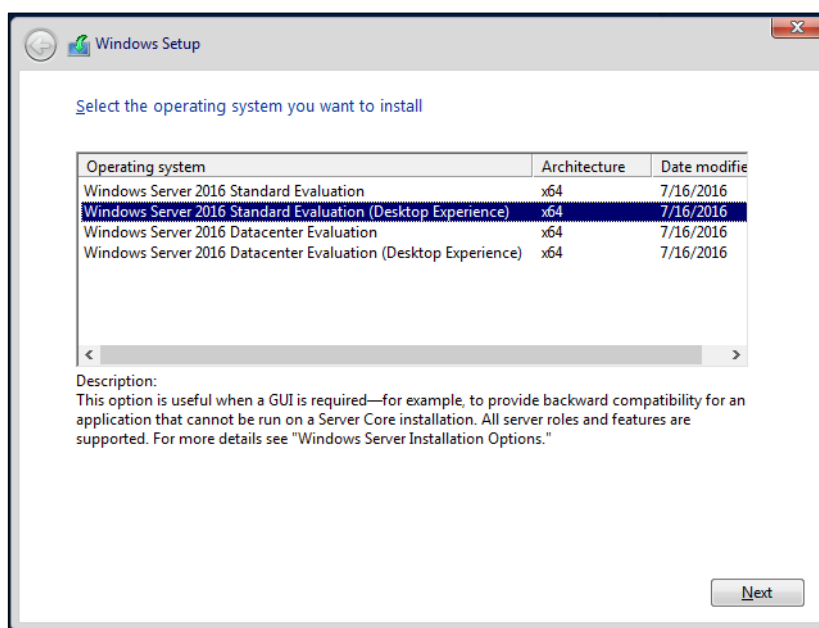 Windows Setup
Select the operating system you want to install
Operating system Architecture Date modifie
Windows Server 2016 Standard Evaluation x64 7/16/2016
Windows Server 2016 Standard Evaluation (Desktop Experience) x64 7/16/2016
Windows Server 2016 Datacenter Evaluation x64 7/16/2016
Windows Server 2016 Datacenter Evaluation (Desktop Experience) x64 7/16/2016
Description:
This option is useful when a GUI is required—for example, to provide backward compatibility for an
application that cannot be run on a Server Core installation. All server roles and features are
supported. For more details see "Windows Server Installation Options."
Next